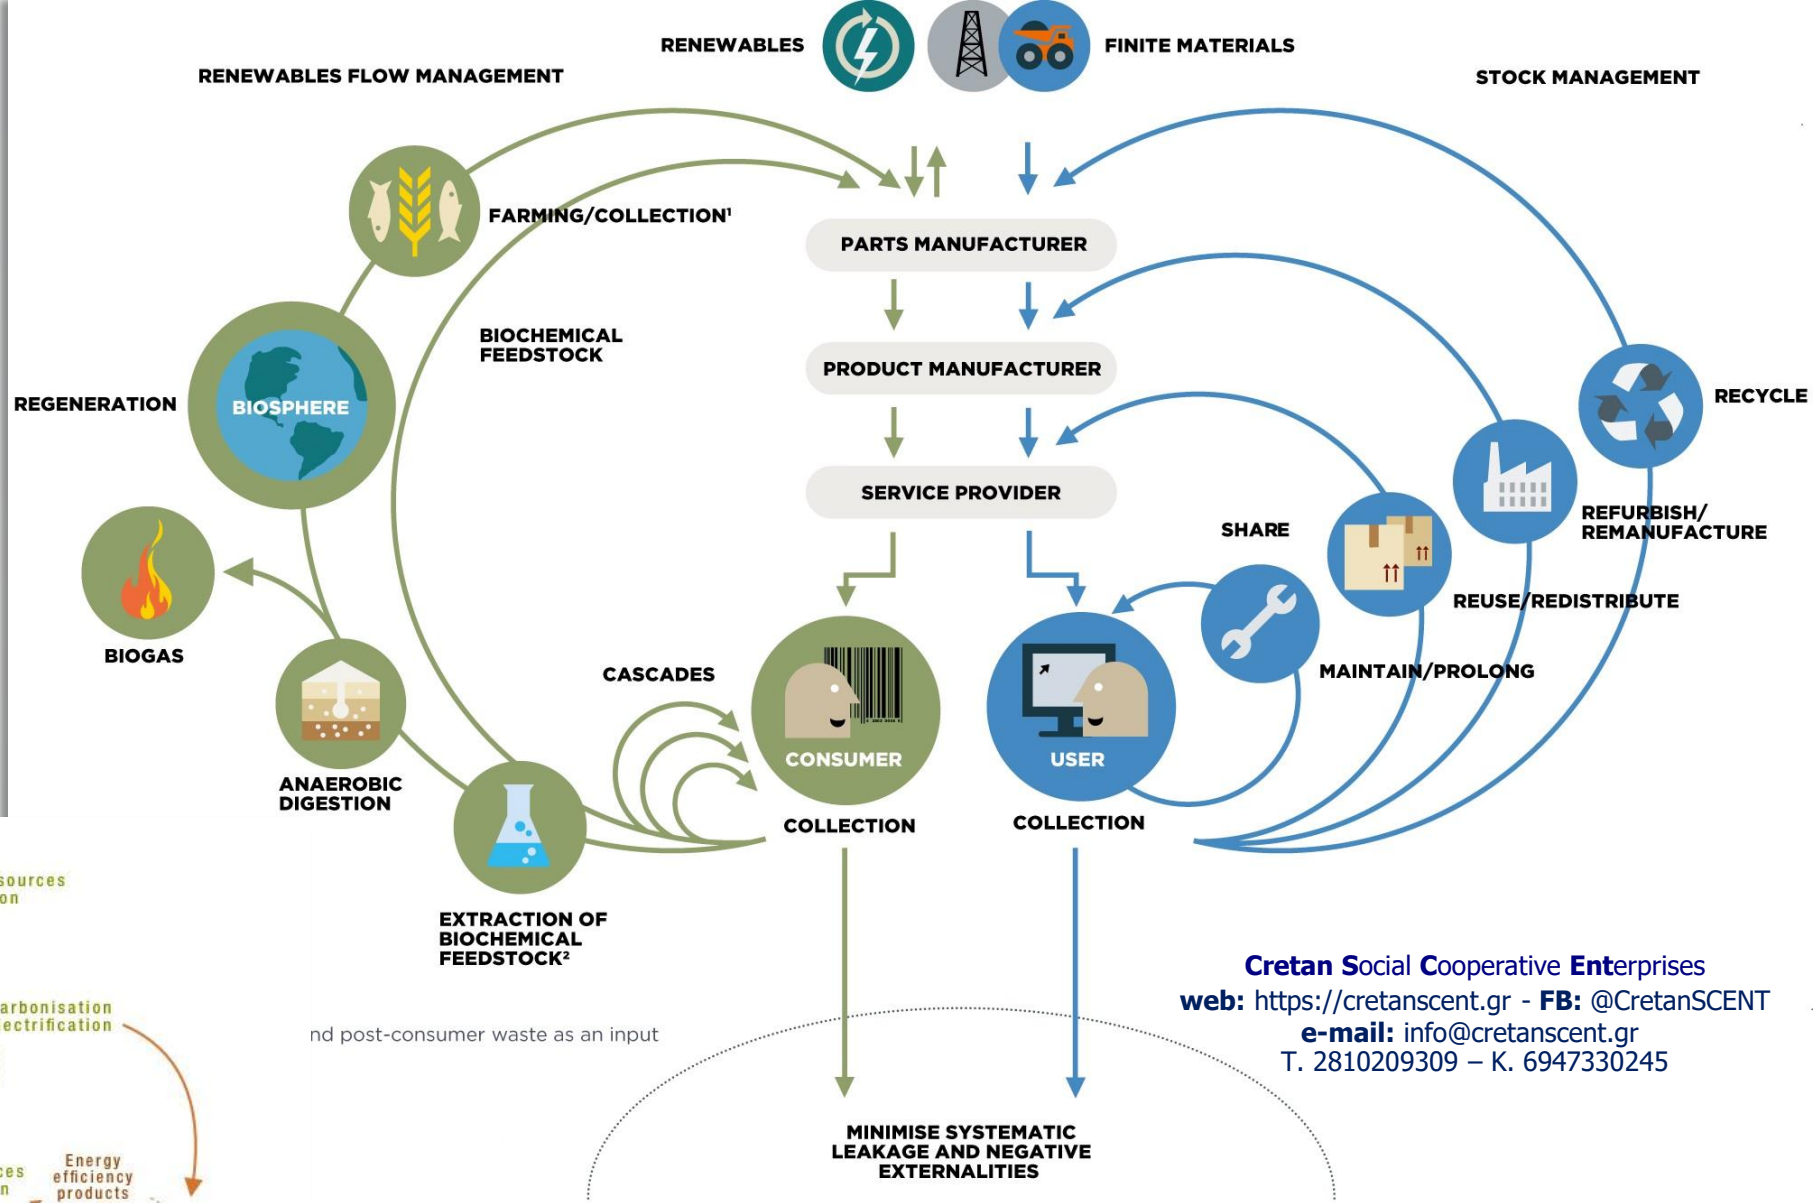 RENEWABLES
FINITE MATERIALS
RENEWABLES FLOW MANAGEMENT
STOCK MANAGEMENT
FARMING/COLLECTION¹
PARTS MANUFACTURER
BIOCHEMICAL
FEEDSTOCK
PRODUCT MANUFACTURER
REGENERATION
BIOSPHERE
RECYCLE
SERVICE PROVIDER
SHARE
REFURBISH/
REMANUFACTURE
REUSE/REDISTRIBUTE
BIOGAS
CASCADES
MAINTAIN/PROLONG
CONSUMER
USER
ANAEROBIC
DIGESTION
COLLECTION
COLLECTION
EXTRACTION OF
BIOCHEMICAL
FEEDSTOCK²
sources
on
arbonisation
lectrification
nd post-consumer waste as an input
Cretan Social Cooperative Enterprises
web: https://cretanscent.gr - FB: @CretanSCENT
e-mail: info@cretanscent.gr
T. 2810209309 – K. 6947330245
MINIMISE SYSTEMATIC
LEAKAGE AND NEGATIVE
EXTERNALITIES
ces
n
Energy
efficiency
products